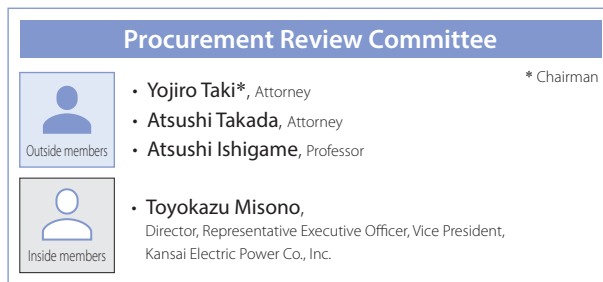 Procurement Review Committee
* Chairman
Outside members
• Yojiro Taki*, Attorney
• Atsushi Takada, Attorney
• Atsushi Ishigame, Professor
Inside members
• Toyokazu Misono,
Director, Representative Executive Officer, Vice President,
Kansai Electric Power Co., Inc.